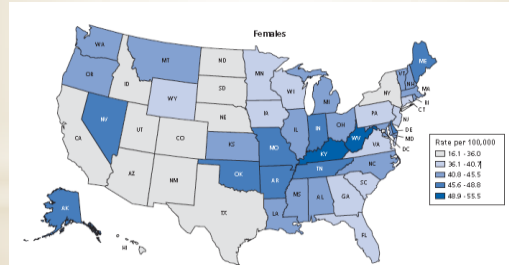 Females
WA
MT
ND
MN
ME
OR
ID
SD
WI
MI
NY
VT
NH
MA
RI
CT
WY
IA
PA
NJ
NV
NE
IL
IN
OH
DE
MD
DC
UT
CO
KS
MO
KY
WV
VA
CA
AZ
NM
OK
AR
TN
NC
SC
MS
AL
GA
TX
LA
FL
AK
HI
Rate per 100,000
16.1 - 36.0
36.1 - 40.7
40.8 - 45.5
45.6 - 48.8
48.9 - 55.5